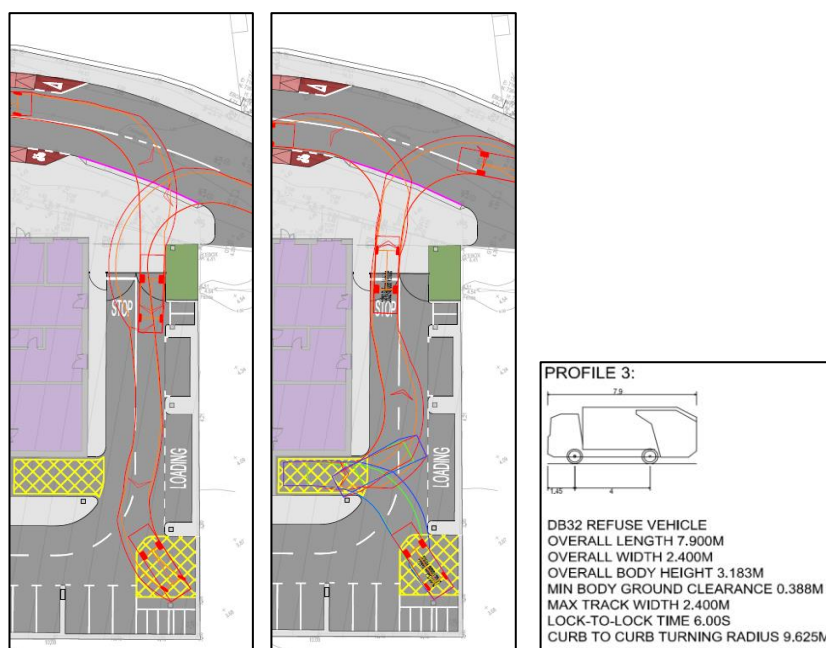 STOP
LOADING
STOP
LOADING
PROFILE 3:
7.9
1.45
4
DB32 REFUSE VEHICLE
OVERALL LENGTH 7.900M
OVERALL WIDTH 2.400M
OVERALL BODY HEIGHT 3.183M
MIN BODY GROUND CLEARANCE 0.388M
MAX TRACK WIDTH 2.400M
LOCK-TO-LOCK TIME 6.00S
CURB TO CURB TURNING RADIUS 9.625M